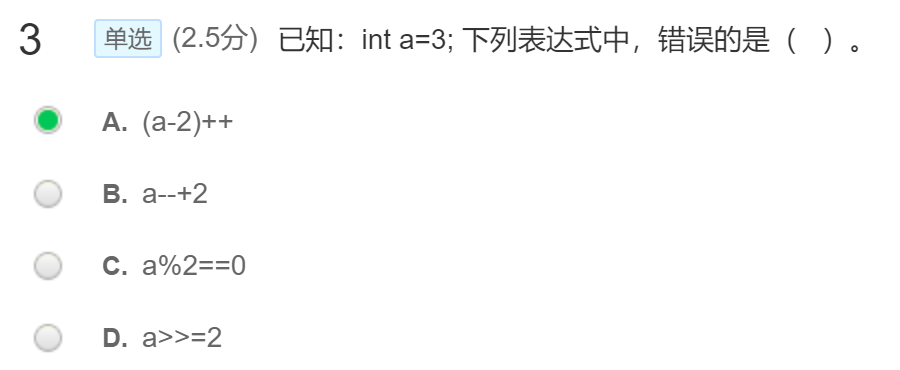 3 单选 (2.5分) 已知：int a=3; 下列表达式中，错误的是（ ）。
A. (a-2)++
B. a--+2
C. a%2==0
D. a>>=2